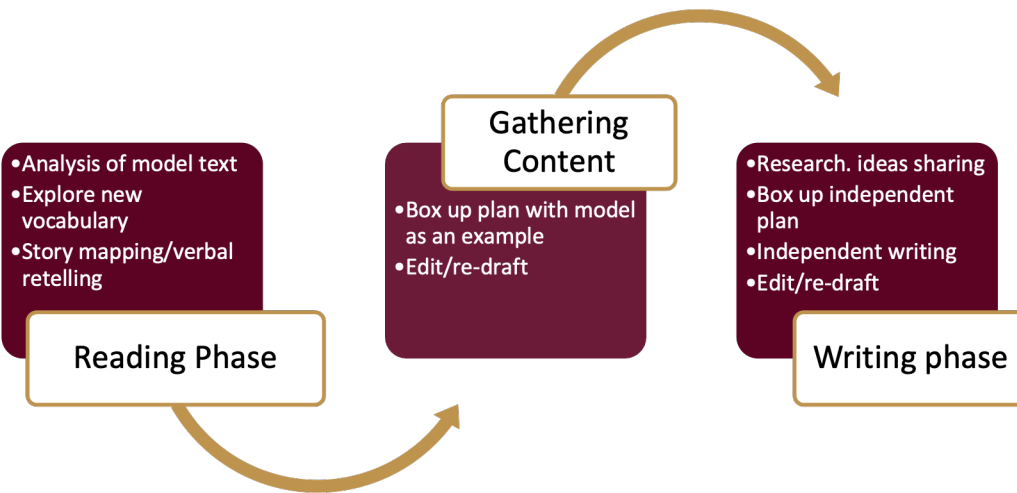 •Analysis of model text
•Explore new
vocabulary
•Story mapping/verbal
retelling
Reading Phase
Gathering
Content
•Box up plan with model
as an example
•Edit/re-draft
•Research. ideas sharing
•Box up independent
plan
•Independent writing
•Edit/re-draft
Writing phase